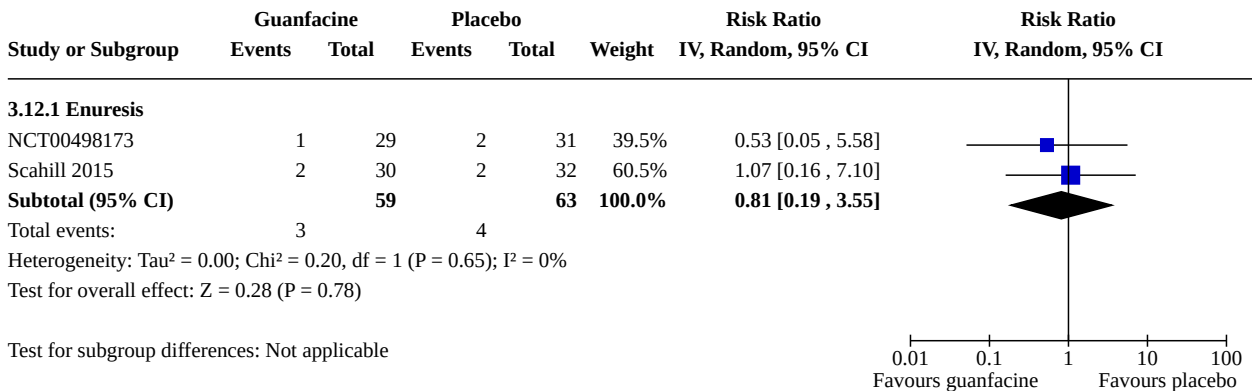 Guanfacine Placebo Risk Ratio Risk Ratio
Study or Subgroup Events Total Events Total Weight IV, Random, 95% CI IV, Random, 95% CI
3.12.1 Enuresis
NCT00498173 1 29 2 31 39.5% 0.53 [0.05 , 5.58]
Scahill 2015 2 30 2 32 60.5% 1.07 [0.16 , 7.10]
Subtotal (95% CI) 59 63 100.0% 0.81 [0.19 , 3.55]
Total events: 3 4
Heterogeneity: Tau² = 0.00; Chi² = 0.20, df = 1 (P = 0.65); I² = 0%
Test for overall effect: Z = 0.28 (P = 0.78)
Test for subgroup differences: Not applicable
0.01 0.1 1 10 100
Favours guanfacine Favours placebo